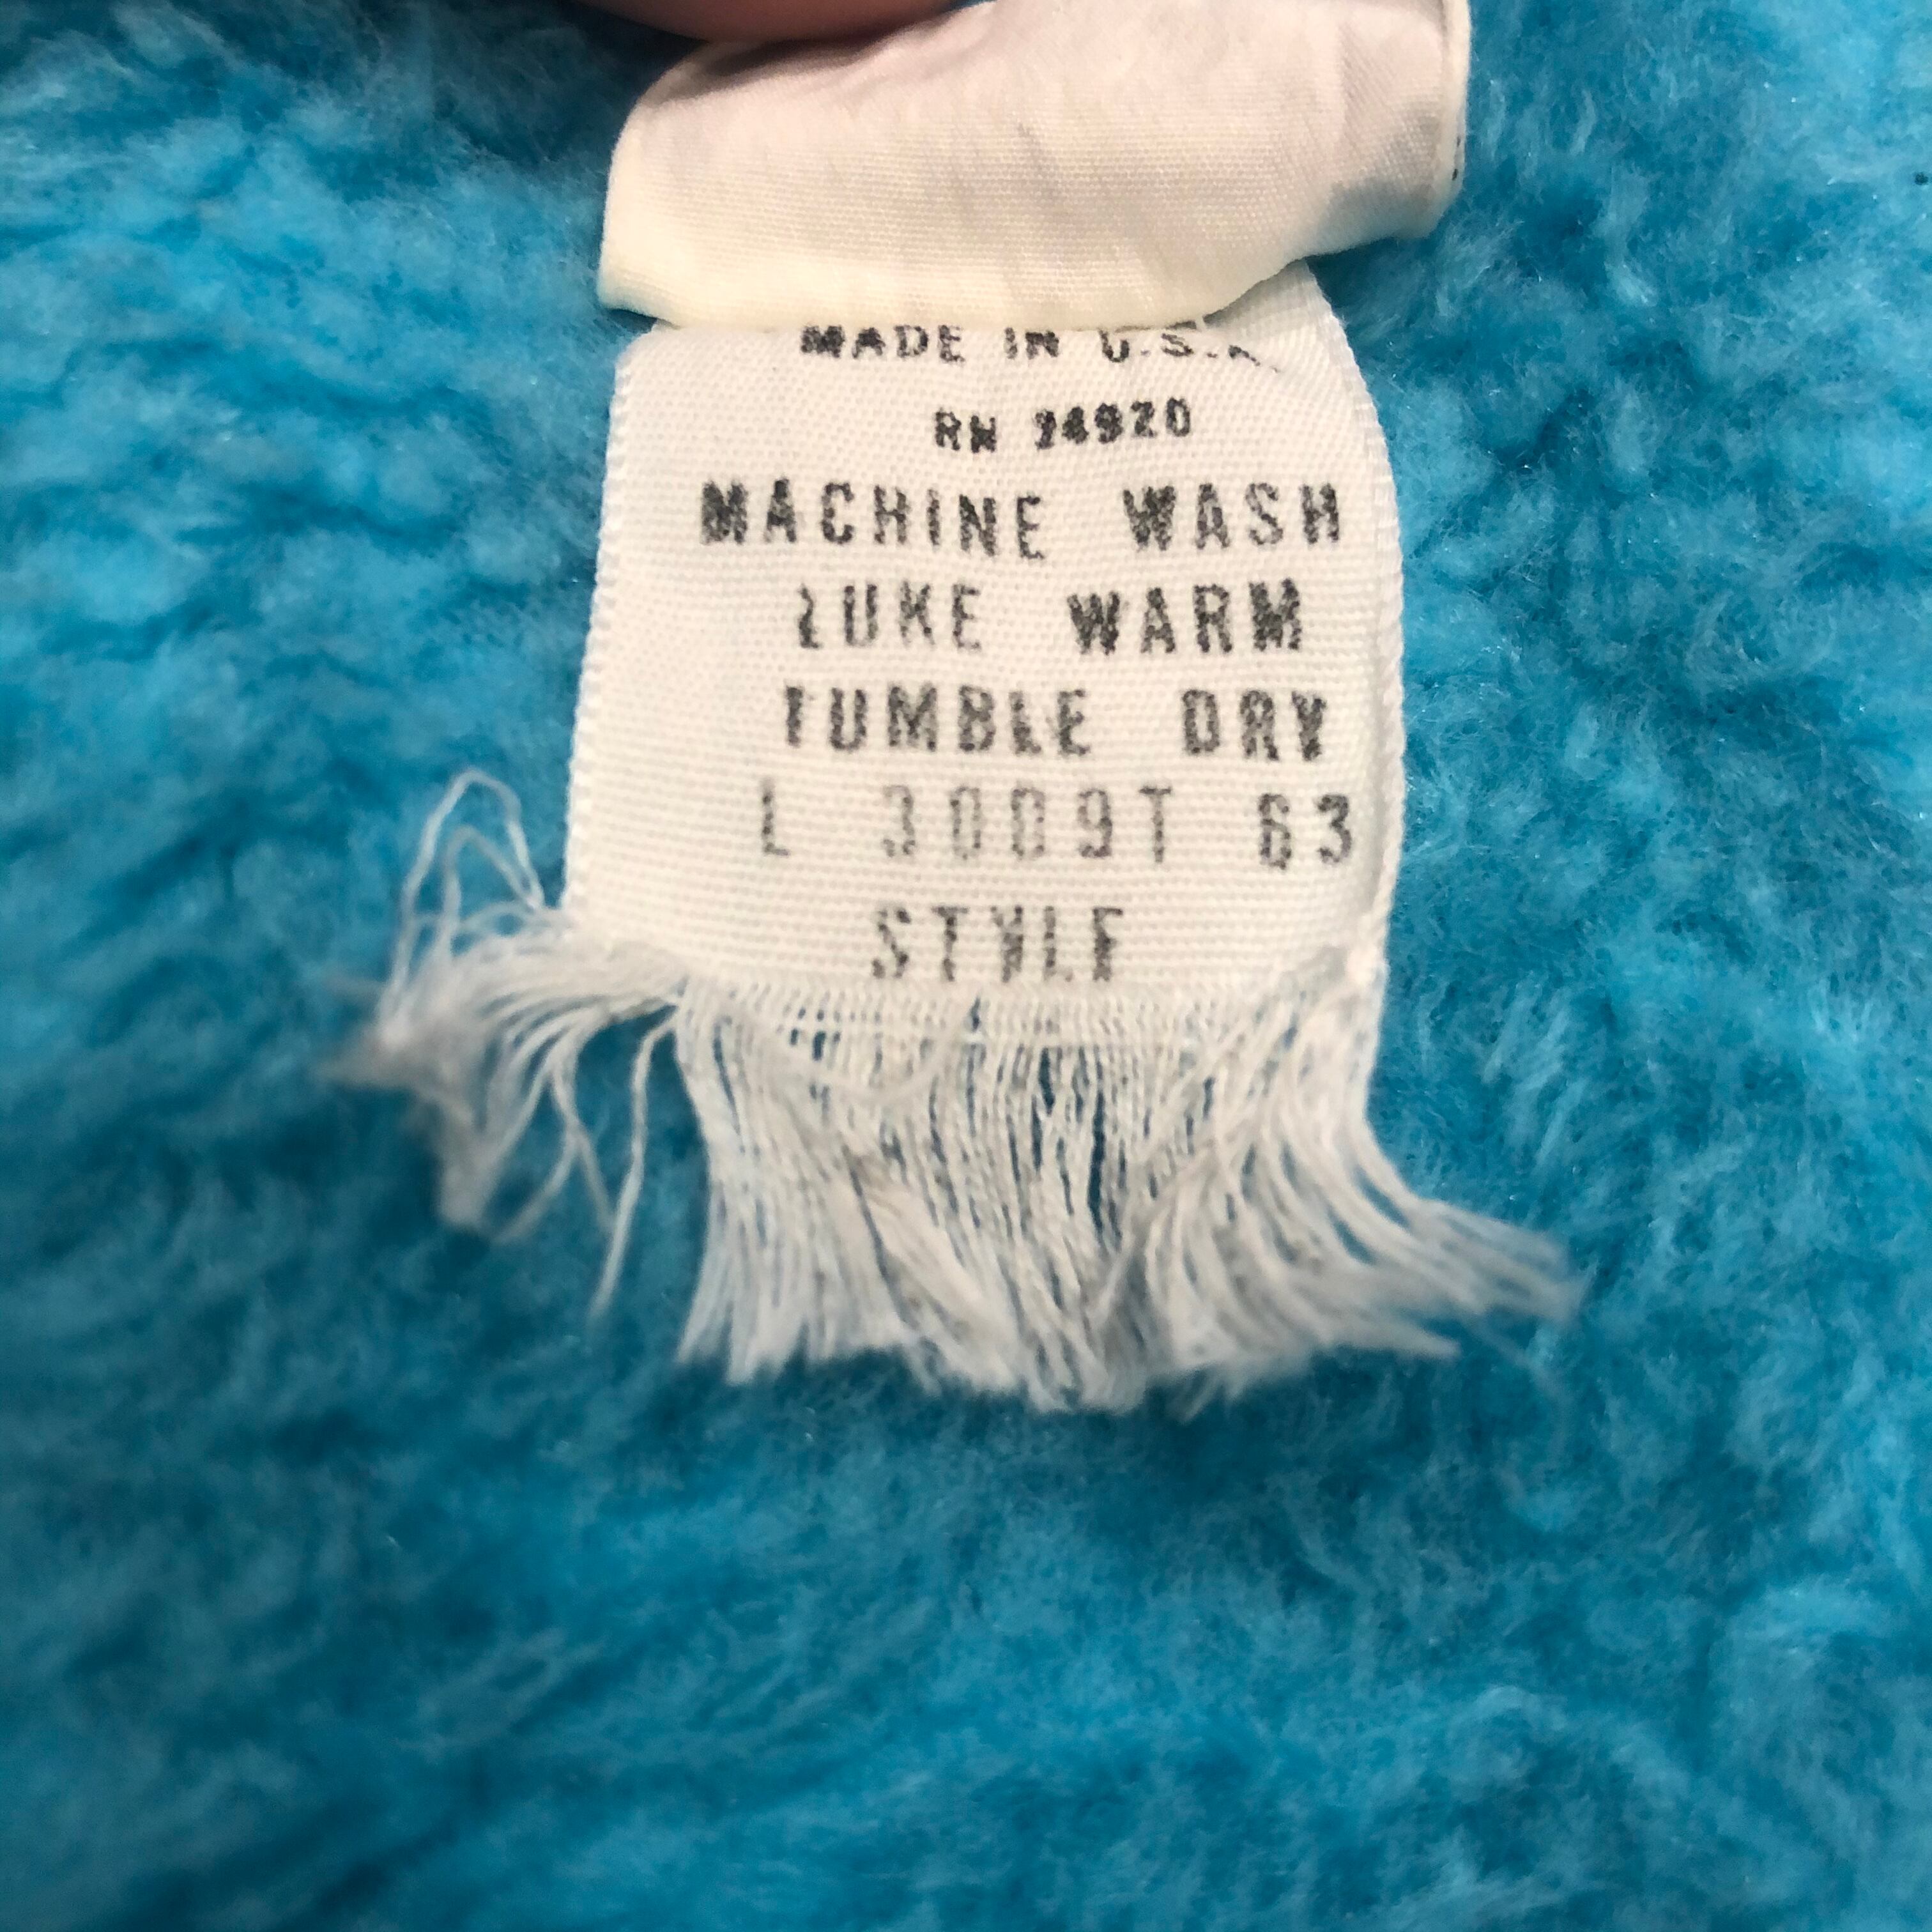 MADE IN U.S.A
RN 24920
MACHINE WASH
LUKE WARM
TUMBLE DRY
L 3009T 63
STYLE